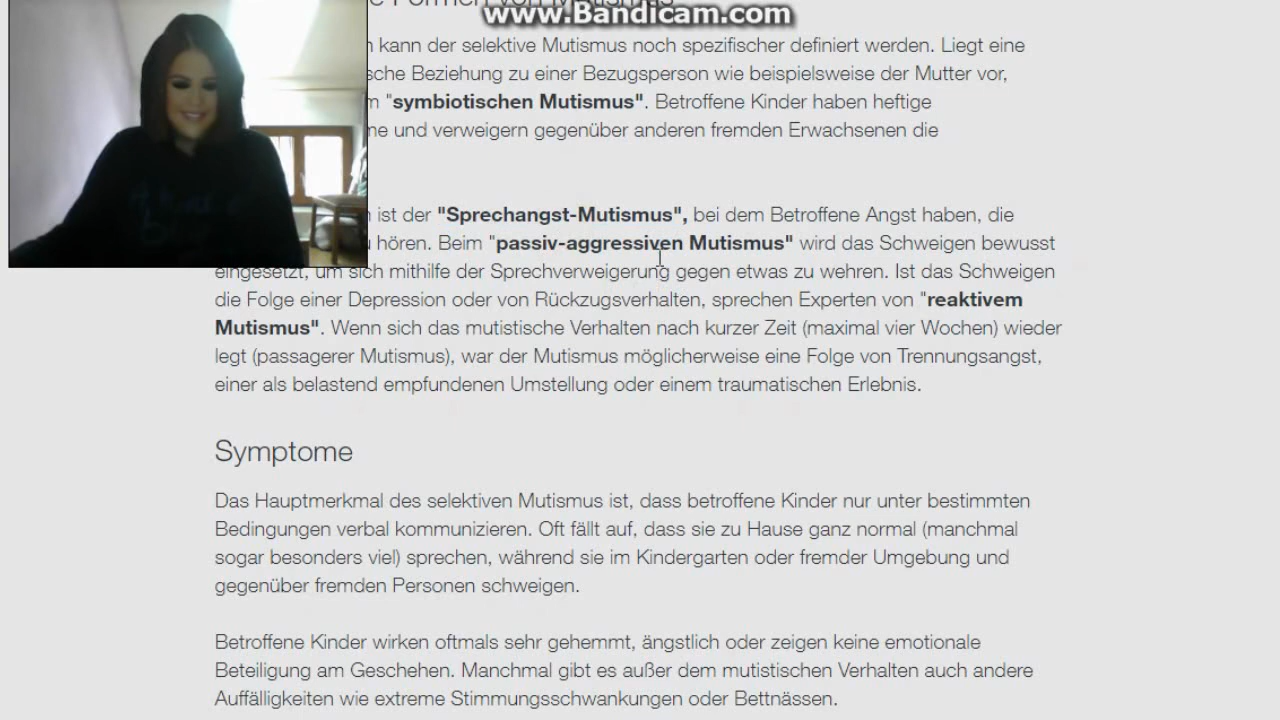 www.Bandicam.com
e Formen von Mutismus
n kann der selektive Mutismus noch spezifischer definiert werden. Liegt eine
sche Beziehung zu einer Bezugsperson wie beispielsweise der Mutter vor,
m "symbiotischen Mutismus". Betroffene Kinder haben heftige
me und verweigern gegenüber anderen fremden Erwachsenen die
n ist der "Sprechangst-Mutismus", bei dem Betroffene Angst haben, die
u hören. Beim "passiv-aggressiven Mutismus" wird das Schweigen bewusst
eingesetzt, um sich mithilfe der Sprechverweigerung gegen etwas zu wehren. Ist das Schweigen
die Folge einer Depression oder von Rückzugsverhalten, sprechen Experten von "reaktivem
Mutismus". Wenn sich das mutistische Verhalten nach kurzer Zeit (maximal vier Wochen) wieder
legt (passagerer Mutismus), war der Mutismus möglicherweise eine Folge von Trennungsangst,
einer als belastend empfundenen Umstellung oder einem traumatischen Erlebnis.
Symptome
Das Hauptmerkmal des selektiven Mutismus ist, dass betroffene Kinder nur unter bestimmten
Bedingungen verbal kommunizieren. Oft fällt auf, dass sie zu Hause ganz normal (manchmal
sogar besonders viel) sprechen, während sie im Kindergarten oder fremder Umgebung und
gegenüber fremden Personen schweigen.
Betroffene Kinder wirken oftmals sehr gehemmt, ängstlich oder zeigen keine emotionale
Beteiligung am Geschehen. Manchmal gibt es außer dem mutistischen Verhalten auch andere
Auffälligkeiten wie extreme Stimmungsschwankungen oder Bettnässen.